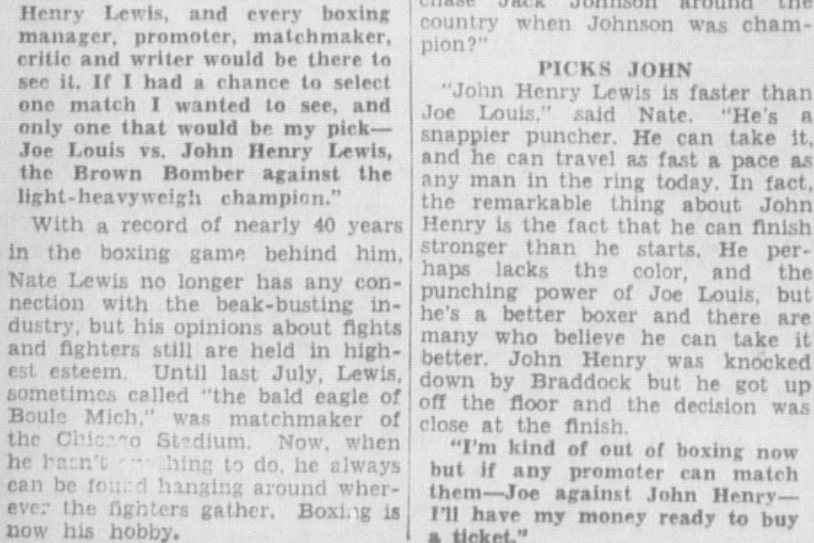 Henry Lewis, and every boxing
manager, promoter, matchmaker,
critic and writer would be there to
see it. If I had a chance to select
one match I wanted to see, and
only one that would be my pick—
Joe Louis vs. John Henry Lewis,
the Brown Bomber against the
light-heavyweigh champion."
With a record of nearly 40 years
in the boxing game behind him,
Nate Lewis no longer has any con-
nection with the beak-busting in-
dustry, but his opinions about fights
and fighters still are held in high-
est esteem. Until last July, Lewis,
sometimes called "the bald eagle of
Boule Mich," was matchmaker of
the Chicago Stadium. Now, when
he hasn't to do, he always
can be found hanging around wher-
ever the fighters gather. Boxing is
now his hobby.
chase Jack Johnson around the
country when Johnson was cham-
pion?"
PICKS JOHN
"John Henry Lewis is faster than
Joe Louis," said Nate. "He's a
snappier puncher. He can take it,
and he can travel as fast a pace as
any man in the ring today. In fact,
the remarkable thing about John
Henry is the fact that he can finish
stronger than he starts. He per-
haps lacks the color, and the
punching power of Joe Louis, but
he's a better boxer and there are
many who believe he can take it
better. John Henry was knocked
down by Braddock but he got up
off the floor and the decision was
close at the finish.
"I'm kind of out of boxing now
but if any promoter can match
them—Joe against John Henry—
I'll have my money ready to buy
a ticket."